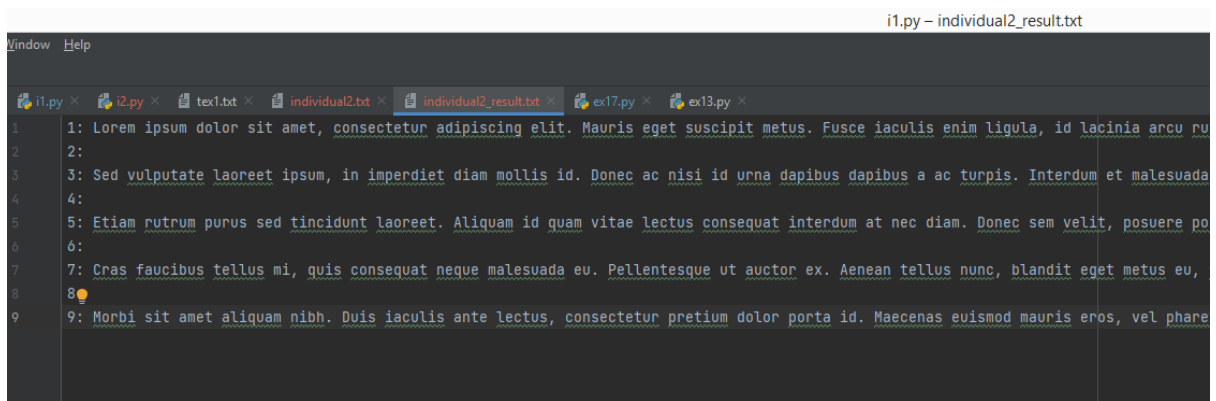 i1.py – individual2_result.txt
Window Help
i1.py i2.py tex1.txt individual2.txt individual2_result.txt ex17.py ex13.py
1 1: Lorem ipsum dolor sit amet, consectetur adipiscing elit. Mauris eget suscipit metus. Fusce iaculis enim ligula, id lacinia arcu ru
2 2:
3 3: Sed vulputate laoreet ipsum, in imperdiet diam mollis id. Donec ac nisi id urna dapibus dapibus a ac turpis. Interdum et malesuada
4 4:
5 5: Etiam rutrum purus sed tincidunt laoreet. Aliquam id quam vitae lectus consequat interdum at nec diam. Donec sem velit, posuere po
6 6:
7 7: Cras faucibus tellus mi, quis consequat neque malesuada eu. Pellentesque ut auctor ex. Aenean tellus nunc, blandit eget metus eu,
8 8
9 9: Morbi sit amet aliquam nibh. Duis iaculis ante lectus, consectetur pretium dolor porta id. Maecenas euismod mauris eros, vel phare